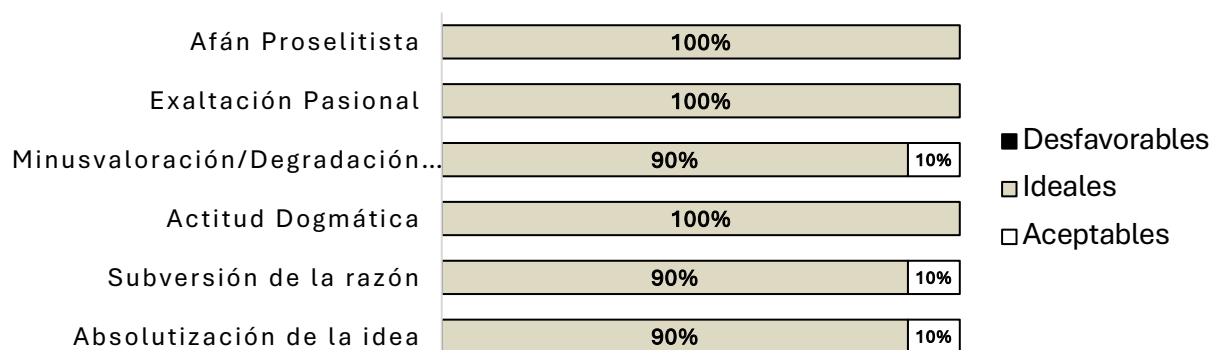 Afán Proselitista 100%
Exaltación Pasional 100%
Minusvaloración/Degradación... 90% 10%
Actitud Dogmática 100%
Subversión de la razón 90% 10%
Absolutización de la idea 90% 10%
Desfavorables
Ideales
Aceptables